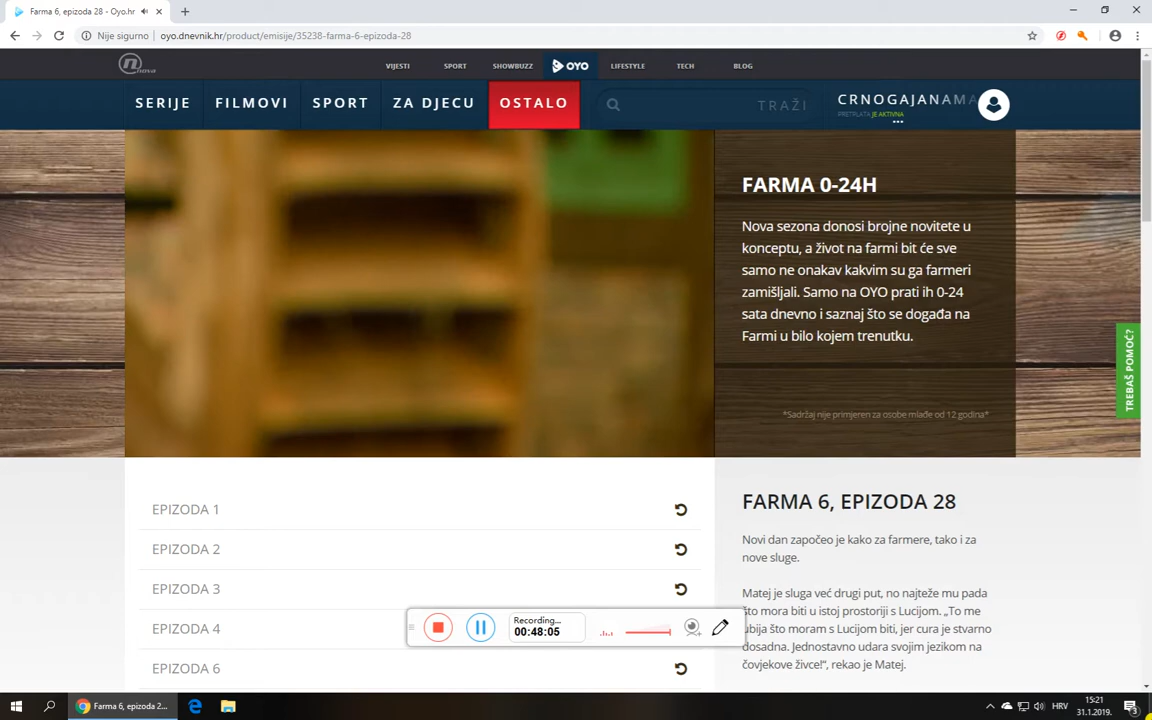 Farma 6, epizoda 28 - Oyo.hr
Nije sigurno
oyo.dnevnik.hr/product/emisije/35238-farma-6-epizoda-28
VIJESTI
SPORT
SHOWBUZZ
OYO
LIFESTYLE
TECH
BLOG
SERIJE
FILMOVI
SPORT
ZA DJECU
OSTALO
TRAŽI
CRNOGAJANAMA
PRETPLATA JE AKTIVNA
FARMA 0-24H
Nova sezona donosi brojne novitete u
konceptu, a život na farmi bit će sve
samo ne onakav kakvim su ga farmeri
zamišljali. Samo na OYO prati ih 0-24
sata dnevno i saznaj što se događa na
Farmi u bilo kojem trenutku.
*Sadržaj nije primjeren za osobe mlađe od 12 godina*
TREBAŠ POMOĆ?
EPIZODA 1
EPIZODA 2
EPIZODA 3
EPIZODA 4
EPIZODA 6
FARMA 6, EPIZODA 28
Novi dan započeo je kako za farmere, tako i za
nove sluge.
Matej je sluga već drugi put, no najteže mu pada
što mora biti u istoj prostoriji s Lucijom. „To me
ubija što moram s Lucijom biti, jer cura je stvarno
dosadna. Jednostavno udara svojim jezikom na
čovjekove živce!“, rekao je Matej.
Recording...
00:48:05
Farma 6, epizoda 2...
HRV
15:21
31.1.2019.
3